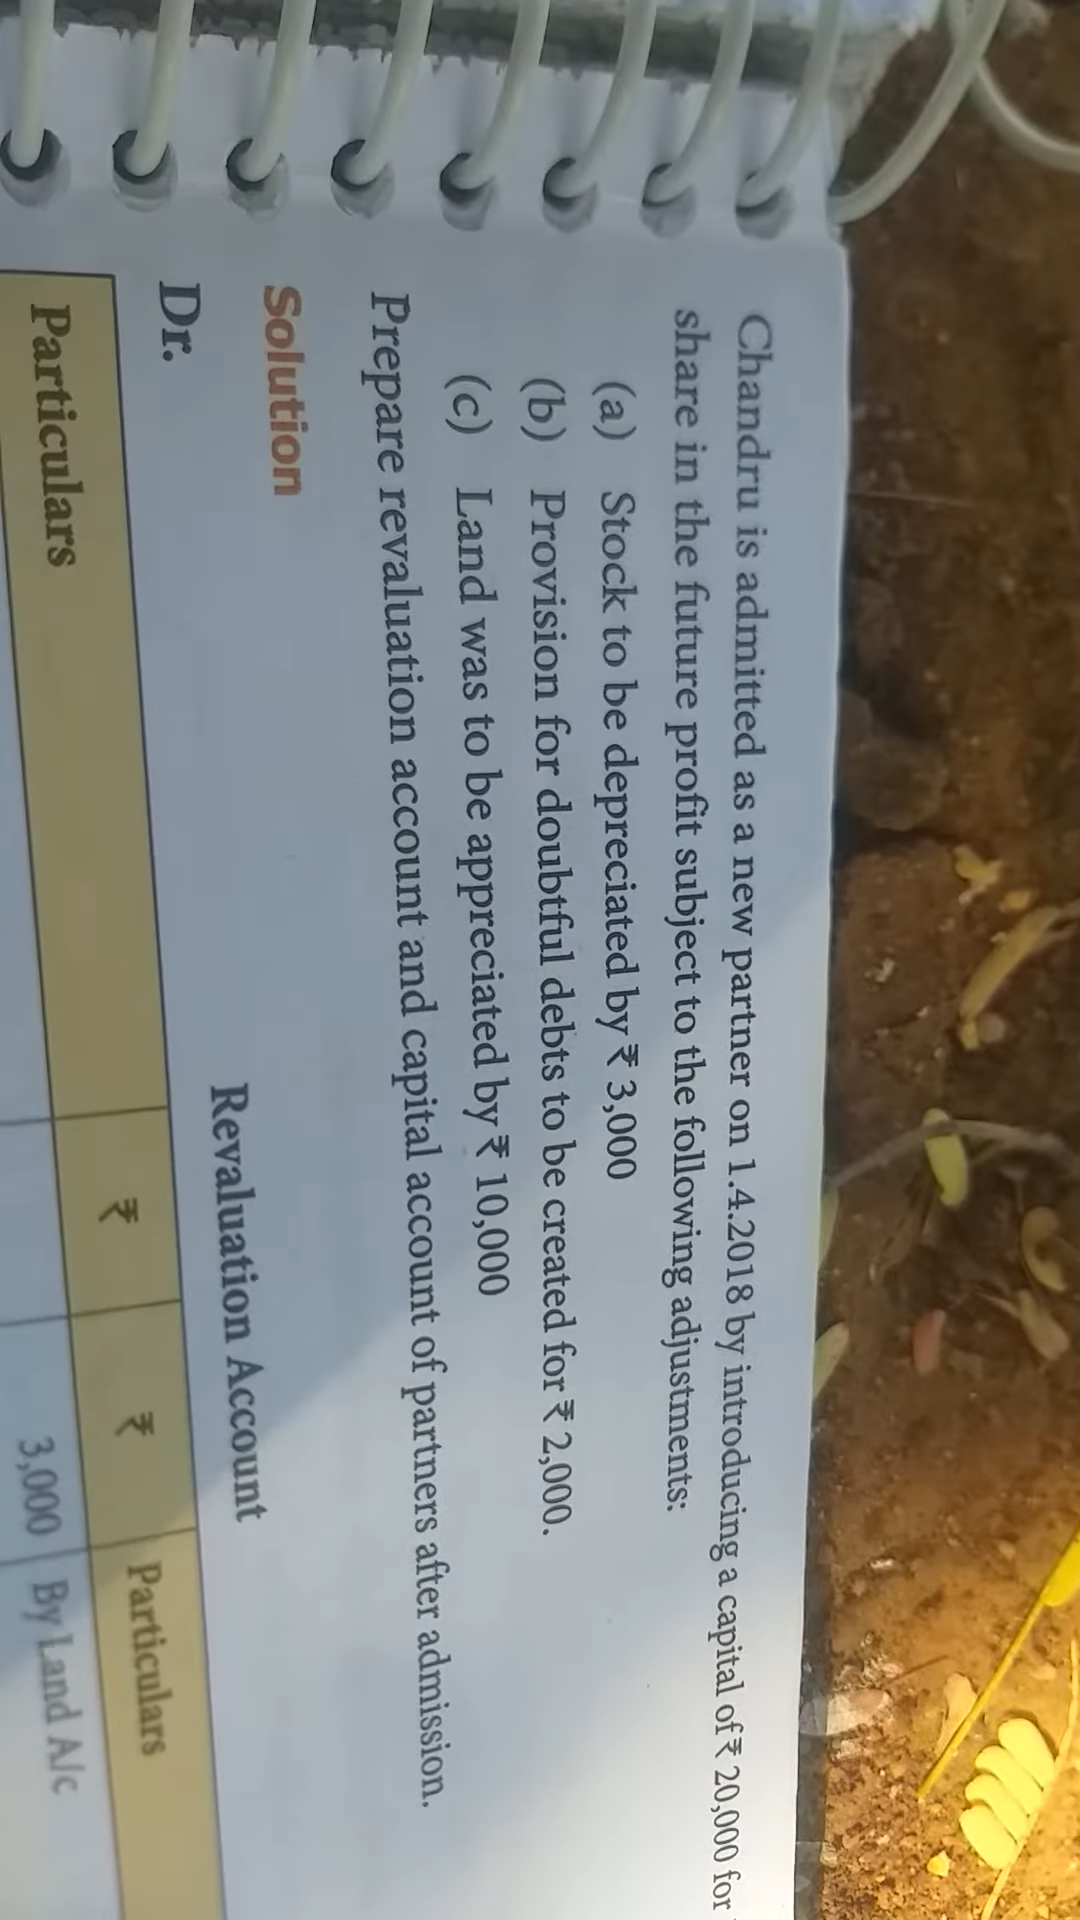 Chandru is admitted as a new partner on 1.4.2018 by introducing a capital of ₹ 20,000 for
share in the future profit subject to the following adjustments:
(a) Stock to be depreciated by ₹ 3,000
(b) Provision for doubtful debts to be created for ₹ 2,000.
(c) Land was to be appreciated by ₹ 10,000
Prepare revaluation account and capital account of partners after admission.
Solution
Revaluation Account
Dr.
Particulars ₹ ₹ Particulars
3,000 By Land A/c